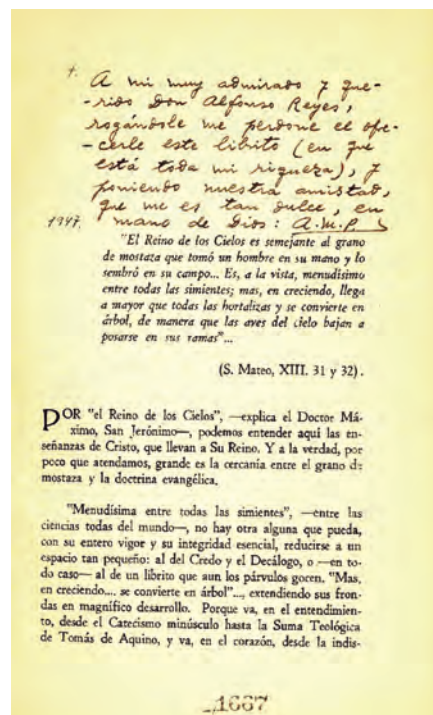 †.
A mi muy admirado y que-
-rido Don Alfonso Reyes,
rogándole me perdone el ofre-
-cerle este librito (en que
está toda mi riqueza), y
poniendo nuestra amistad,
que me es tan dulce, en
1947. mano de Dios: A.M.P.
"El Reino de los Cielos es semejante al grano
de mostaza que tomó un hombre en su mano y lo
sembró en su campo... Es, a la vista, menudísimo
entre todas las simientes; mas, en creciendo, llega
a mayor que todas las hortalizas y se convierte en
árbol, de manera que las aves del cielo bajan a
posarse en sus ramas"...
(S. Mateo, XIII. 31 y 32).
POR "el Reino de los Cielos", —explica el Doctor Má-
ximo, San Jerónimo—, podemos entender aquí las en-
señanzas de Cristo, que llevan a Su Reino. Y a la verdad, por
poco que atendamos, grande es la cercanía entre el grano de
mostaza y la doctrina evangélica.
"Menudísima entre todas las simientes", —entre las
ciencias todas del mundo—, no hay otra alguna que pueda,
con su entero vigor y su integridad esencial, reducirse a un
espacio tan pequeño: al del Credo y el Decálogo, o —en to-
do caso— al de un librito que aun los párvulos gocen. "Mas,
en creciendo.... se convierte en árbol"..., extendiendo sus fron-
das en magnífico desarrollo. Porque va, en el entendimien-
to, desde el Catecismo minúsculo hasta la Suma Teológica
de Tomás de Aquino, y va, en el corazón, desde la indis-
1667